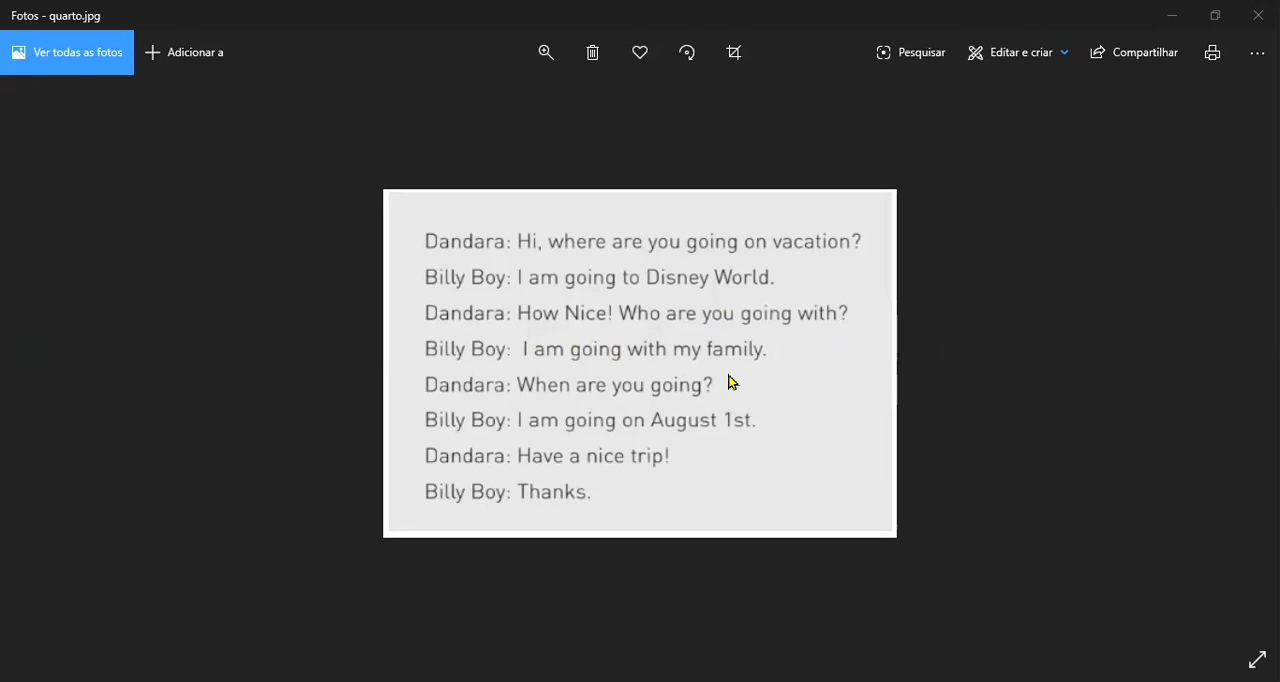 Fotos - quarto.jpg
Ver todas as fotos
Adicionar a
Pesquisar
Editar e criar
Compartilhar
Dandara: Hi, where are you going on vacation?
Billy Boy: I am going to Disney World.
Dandara: How Nice! Who are you going with?
Billy Boy: I am going with my family.
Dandara: When are you going?
Billy Boy: I am going on August 1st.
Dandara: Have a nice trip!
Billy Boy: Thanks.